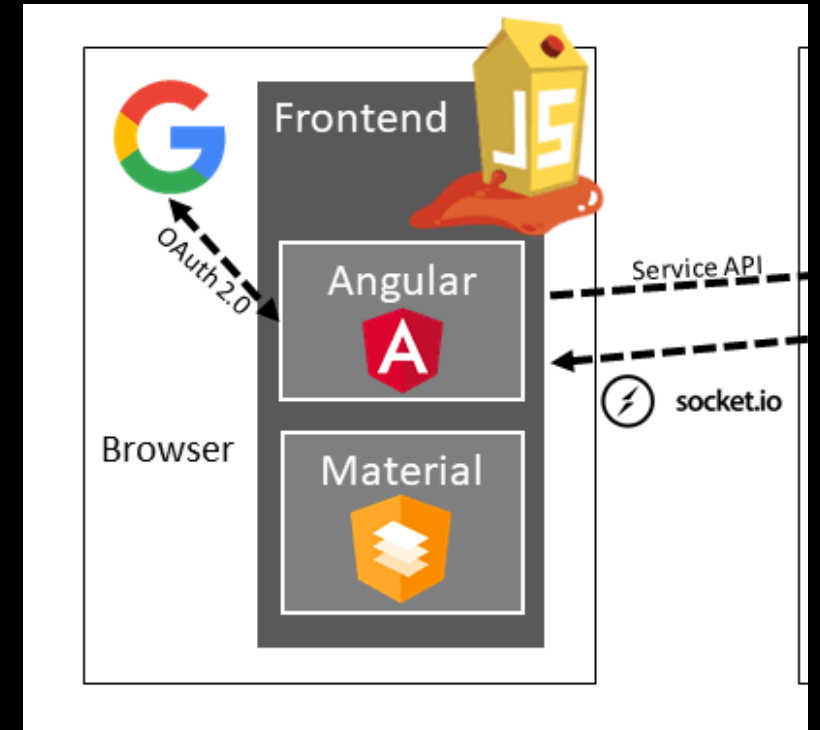 Frontend
JS
OAuth 2.0
Angular
A
Service API
socket.io
Browser
Material